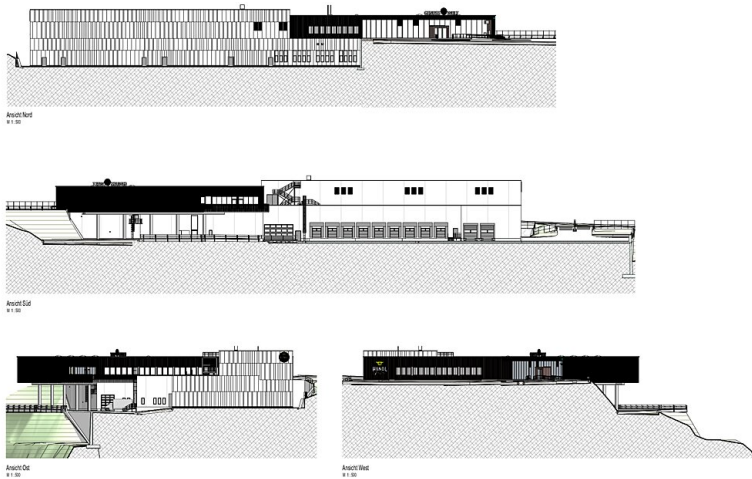 Ansicht Nord
M 1 : 500
Ansicht Süd
M 1 : 500
Ansicht Ost
M 1 : 500
Ansicht West
M 1 : 500